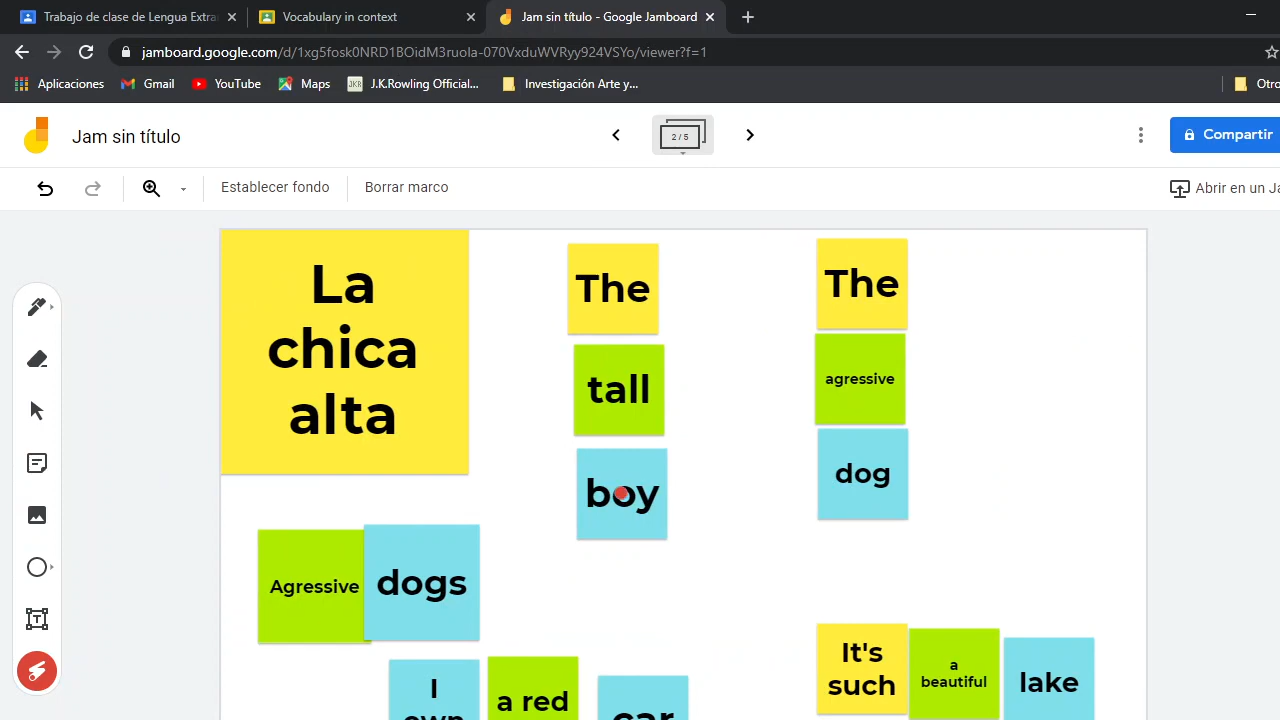 Trabajo de clase de Lengua Extra
Vocabulary in context
Jam sin título - Google Jamboard
jamboard.google.com/d/1xg5fosk0NRD1BOidM3ruola-070VxduWVRyy924VSYo/viewer?f=1
Aplicaciones
Gmail
YouTube
Maps
J.K.Rowling Official...
Investigación Arte y...
Otro
Jam sin título
2 / 5
Compartir
Establecer fondo
Borrar marco
Abrir en un Ja
La
chica
alta
The
tall
boy
The
agressive
dog
Agressive
dogs
I
own
a red
car
It's
such
a
beautiful
lake